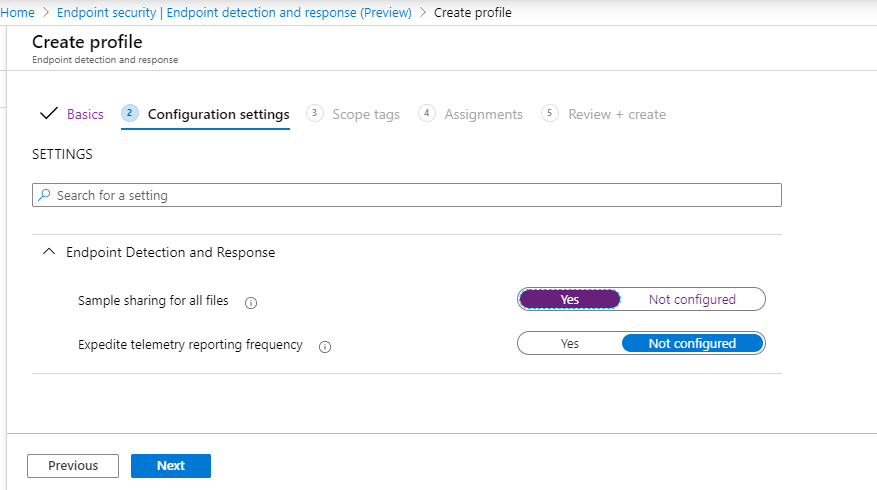 Home > Endpoint security | Endpoint detection and response (Preview) > Create profile
Create profile
Endpoint detection and response
Basics 2 Configuration settings 3 Scope tags 4 Assignments 5 Review + create
SETTINGS
Search for a setting
Endpoint Detection and Response
Sample sharing for all files Yes Not configured
Expedite telemetry reporting frequency Yes Not configured
Previous Next